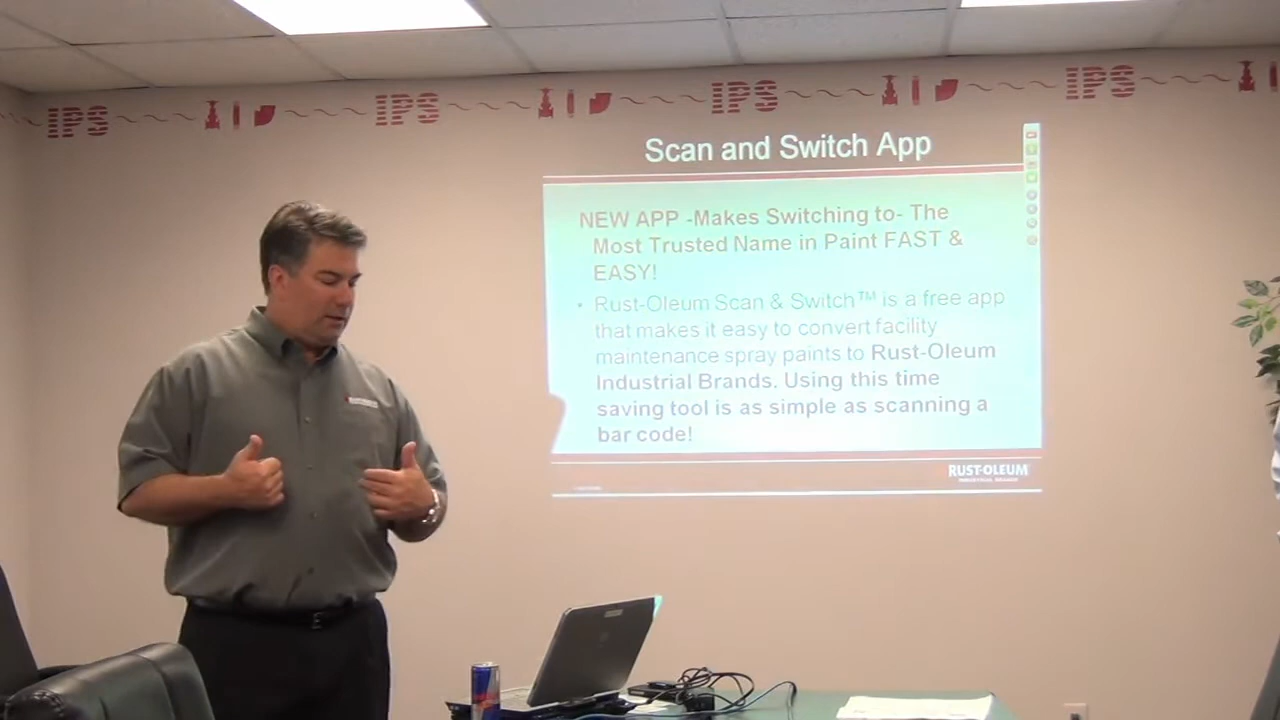 IPS IPS IPS IPS
Scan and Switch App
NEW APP -Makes Switching to- The
Most Trusted Name in Paint FAST &
EASY!
• Rust-Oleum Scan & Switch™ is a free app
that makes it easy to convert facility
maintenance spray paints to Rust-Oleum
Industrial Brands. Using this time
saving tool is as simple as scanning a
bar code!
RUST-OLEUM
INDUSTRIAL BRANDS